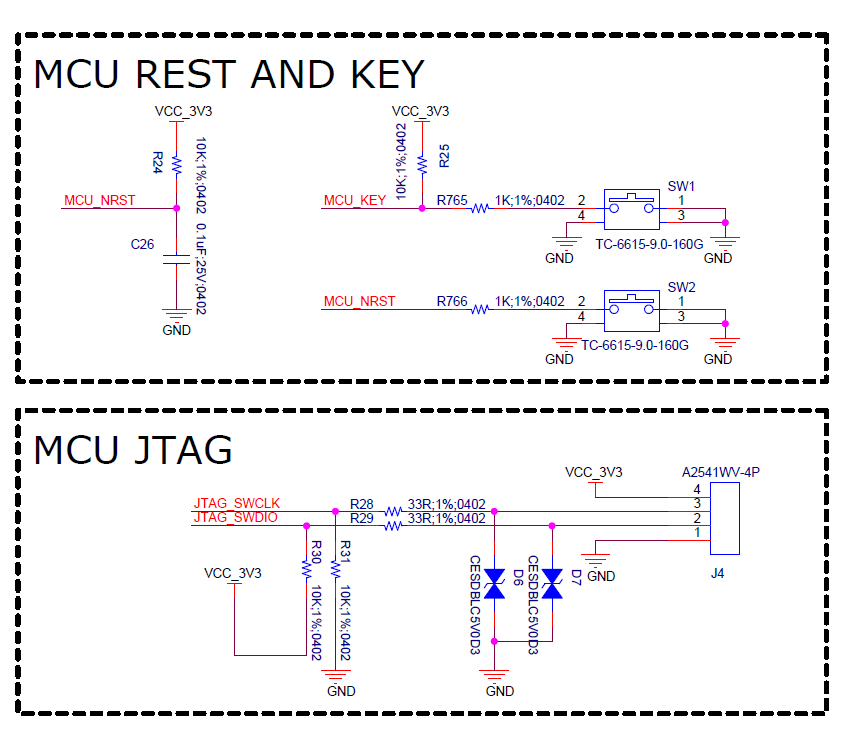 MCU REST AND KEY
VCC_3V3
R24
10K;1%;0402
MCU_NRST
C26
0.1uF;25V;0402
GND
VCC_3V3
10K;1%;0402
R25
MCU_KEY
R765
1K;1%;0402
2
4
SW1
1
3
TC-6615-9.0-160G
GND
GND
MCU_NRST
R766
1K;1%;0402
2
4
SW2
1
3
TC-6615-9.0-160G
GND
GND
MCU JTAG
JTAG_SWCLK
JTAG_SWDIO
R28
33R;1%;0402
R29
33R;1%;0402
VCC_3V3
A2541WV-4P
4
3
2
1
GND
J4
VCC_3V3
R30
10K;1%;0402
R31
10K;1%;0402
GND
CESDBLC5V0D3
D6
CESDBLC5V0D3
D7
GND